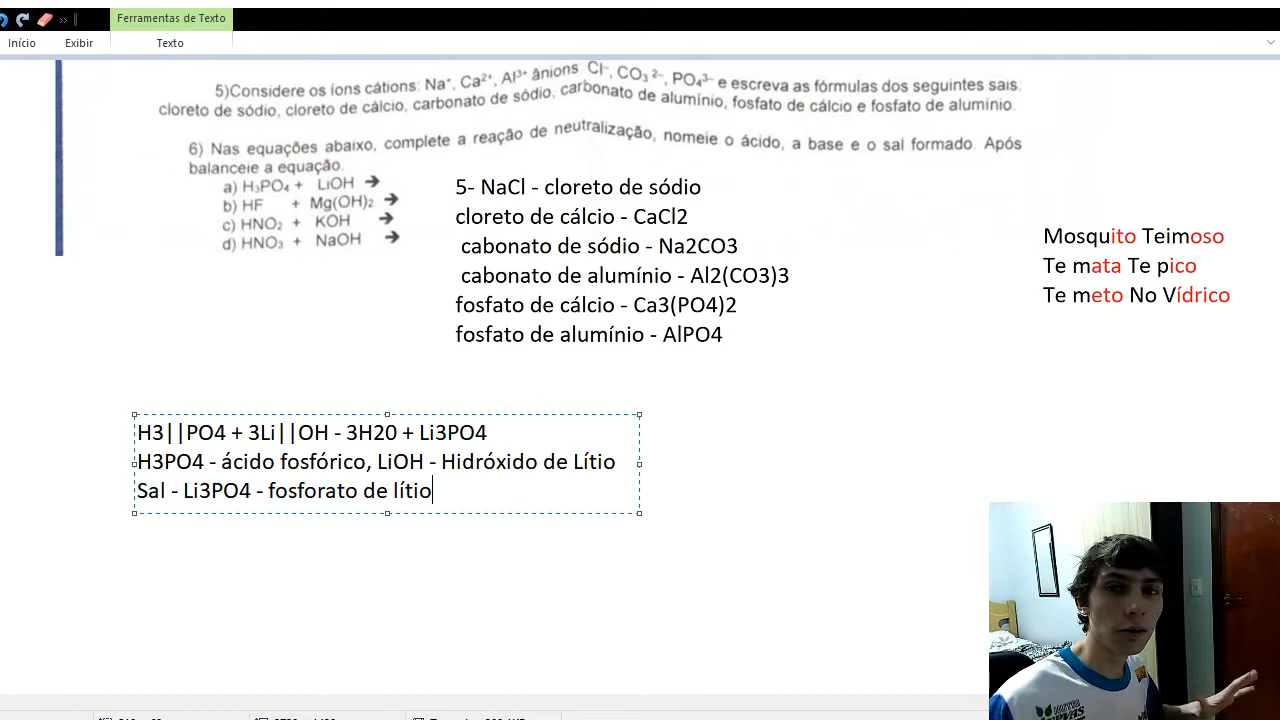 Ferramentas de Texto
Início Exibir Texto
5)Considere os íons cátions: Na⁺, Ca²⁺, Al³⁺ ânions: Cl⁻, CO₃²⁻, PO₄³⁻ e escreva as fórmulas dos seguintes sais:
cloreto de sódio, cloreto de cálcio, carbonato de sódio, carbonato de alumínio, fosfato de cálcio e fosfato de alumínio.
6) Nas equações abaixo, complete a reação de neutralização, nomeie o ácido, a base e o sal formado. Após
balanceie a equação.
a) H₃PO₄ + LiOH →
b) HF + Mg(OH)₂ →
c) HNO₂ + KOH →
d) HNO₃ + NaOH →
5- NaCl - cloreto de sódio
cloreto de cálcio - CaCl2
cabonato de sódio - Na2CO3
cabonato de alumínio - Al2(CO3)3
fosfato de cálcio - Ca3(PO4)2
fosfato de alumínio - AlPO4
Mosquito Teimoso
Te mata Te pico
Te meto No Vídrico
H3||PO4 + 3Li||OH - 3H20 + Li3PO4
H3PO4 - ácido fosfórico, LiOH - Hidróxido de Lítio
Sal - Li3PO4 - fosforato de lítio